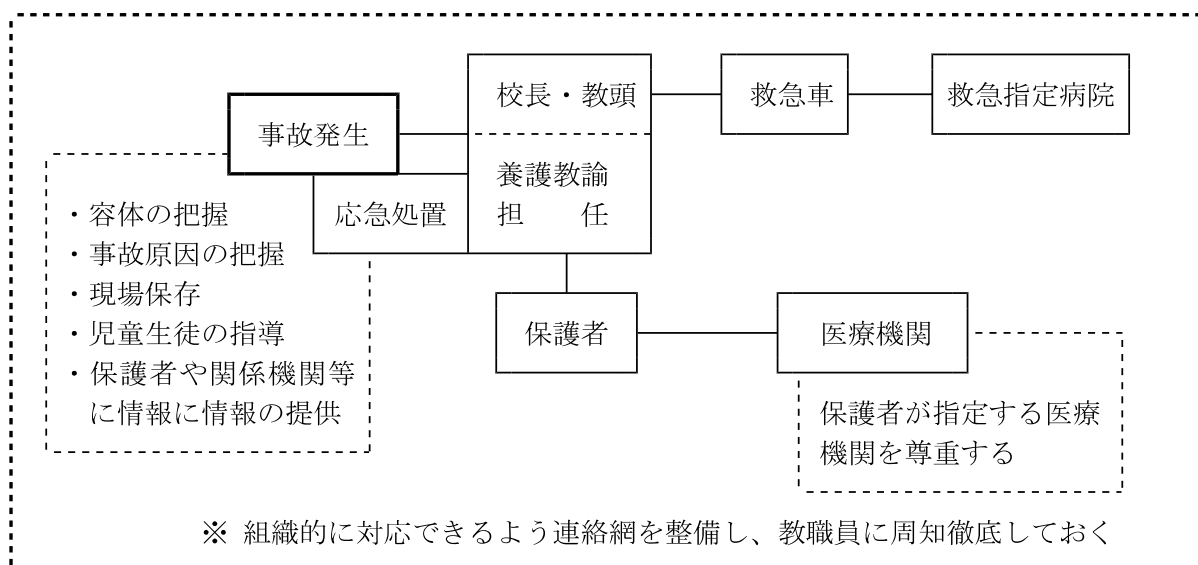 校長・教頭
救急車
救急指定病院
事故発生
養護教諭
担　　任
応急処置
・容体の把握
・事故原因の把握
・現場保存
・児童生徒の指導
・保護者や関係機関等
に情報に情報の提供
保護者
医療機関
保護者が指定する医療
機関を尊重する
※ 組織的に対応できるよう連絡網を整備し、教職員に周知徹底しておく